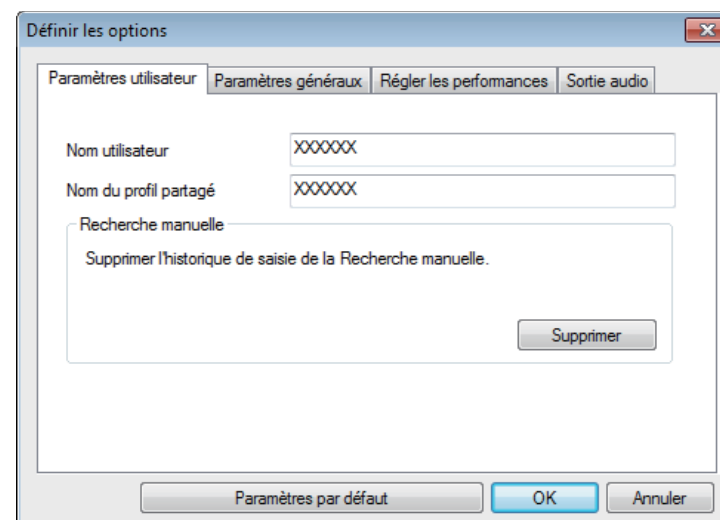 Définir les options
Paramètres utilisateur Paramètres généraux Régler les performances Sortie audio
Nom utilisateur XXXXXX
Nom du profil partagé XXXXXX
Recherche manuelle
Supprimer l'historique de saisie de la Recherche manuelle.
Supprimer
Paramètres par défaut OK Annuler